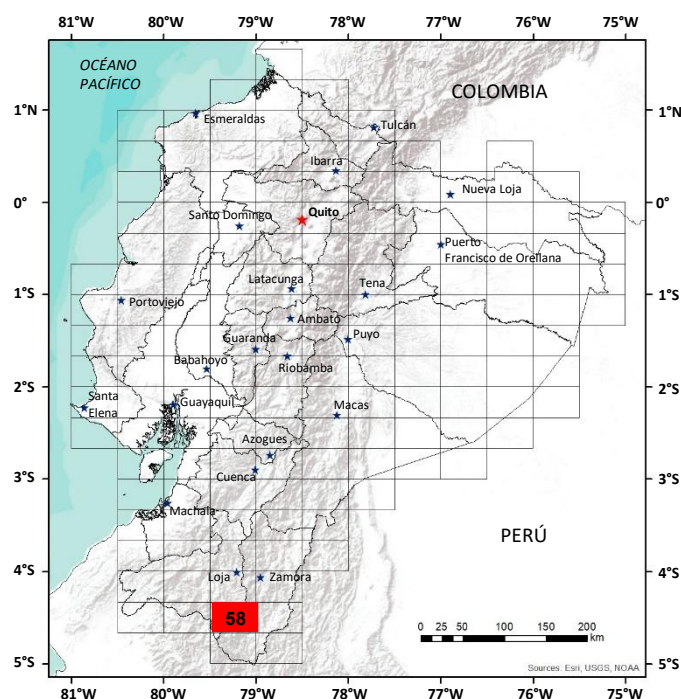 81°W 80°W 79°W 78°W 77°W 76°W 75°W
OCÉANO
PACÍFICO
COLOMBIA
1°N
1°N
Esmeraldas
Tulcán
Ibarra
Nueva Loja
0°
0°
Santo Domingo
Quito
Puerto
Francisco de Orellana
Latacunga
Tena
1°S
1°S
Portoviejo
Ambato
Guaranda
Puyo
Babahoyo
Riobamba
2°S
2°S
Santa
Elena
Guayaquil
Macas
Azogues
3°S
3°S
Cuenca
Machala
PERÚ
4°S
4°S
Loja
Zamora
58
0 25 50 100 150 200
km
5°S
5°S
Sources: Esri, USGS, NOAA
81°W 80°W 79°W 78°W 77°W 76°W 75°W